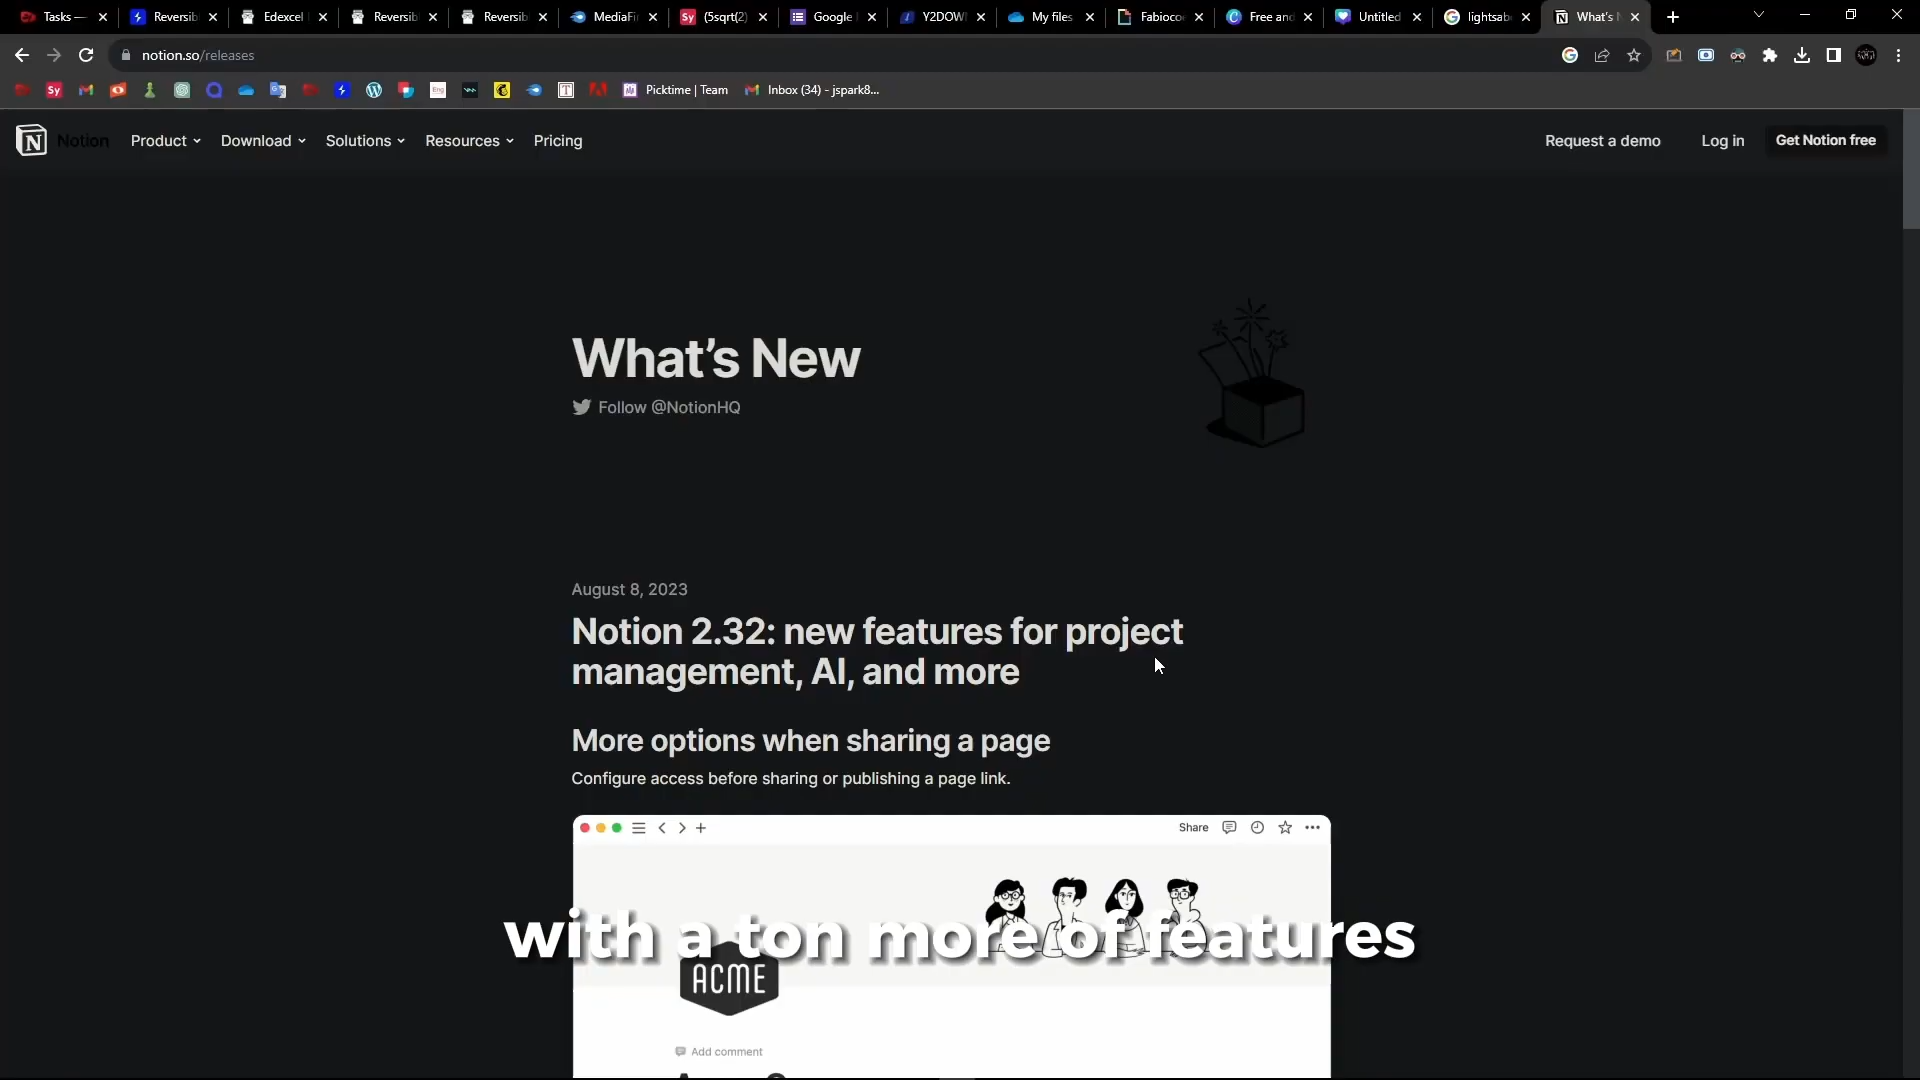 Tasks —
Reversib
Edexcel
Reversib
Reversib
MediaFi
(5sqrt(2)
Google
Y2DOW
My files
Fabioco
Free and
Untitled
lightsab
What's
notion.so/releases
Sy
Eng
T
Picktime | Team
Inbox (34) - jspark8...
Notion
Product
Download
Solutions
Resources
Pricing
Request a demo
Log in
Get Notion free
What's New
Follow @NotionHQ
August 8, 2023
Notion 2.32: new features for project
management, AI, and more
More options when sharing a page
Configure access before sharing or publishing a page link.
Share
with a ton more of features
ACME
Add comment